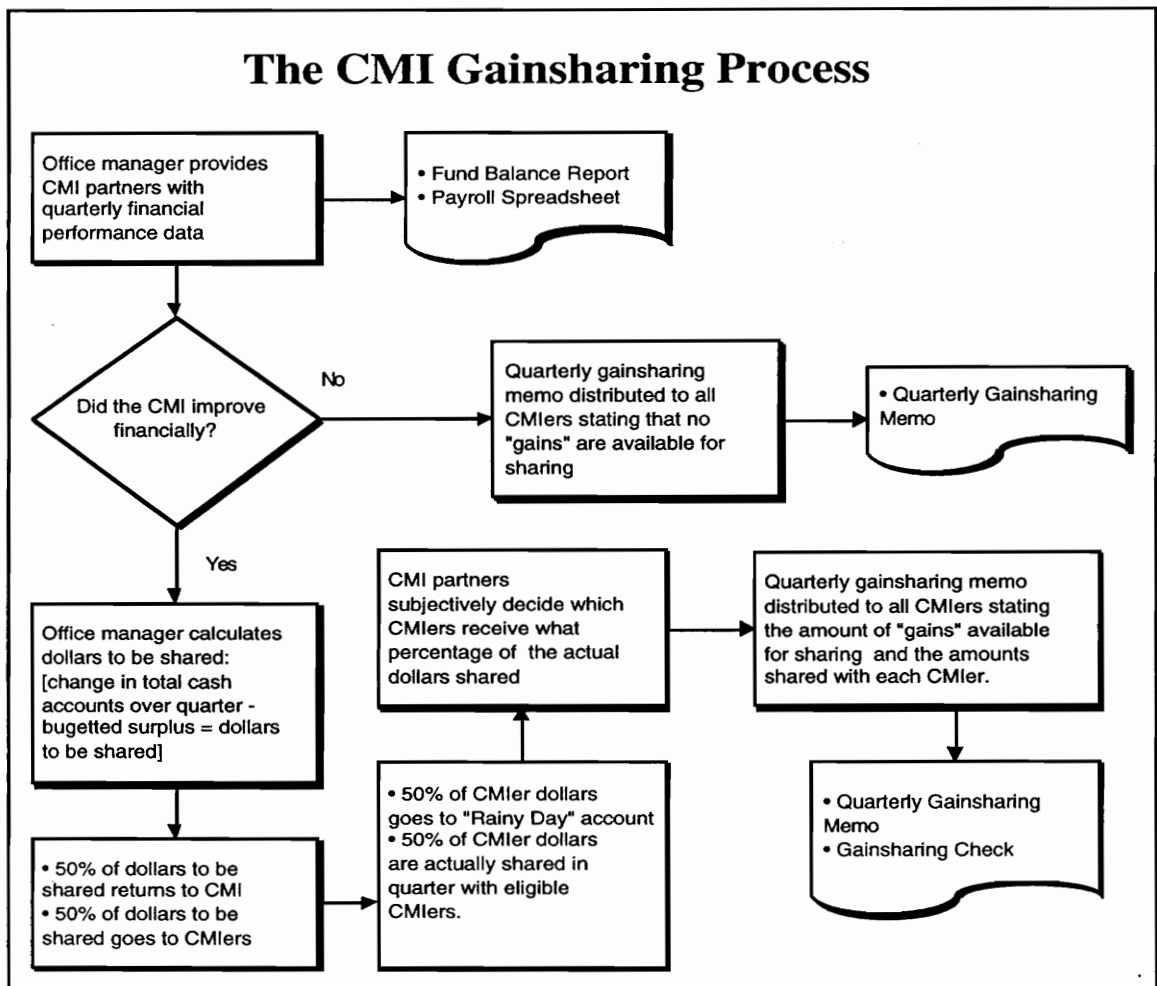 The CMI Gainsharing Process
Office manager provides
CMI partners with
quarterly financial
performance data
• Fund Balance Report
• Payroll Spreadsheet
Did the CMI improve
financially?
No
Quarterly gainsharing
memo distributed to all
CMIers stating that no
"gains" are available for
sharing
• Quarterly Gainsharing
Memo
Yes
Office manager calculates
dollars to be shared:
[change in total cash
accounts over quarter -
bugetted surplus = dollars
to be shared]
• 50% of dollars to be
shared returns to CMI
• 50% of dollars to be
shared goes to CMIers
• 50% of CMIer dollars
goes to "Rainy Day" account
• 50% of CMIer dollars
are actually shared in
quarter with eligible
CMIers.
CMI partners
subjectively decide which
CMIers receive what
percentage of the actual
dollars shared
Quarterly gainsharing memo
distributed to all CMIers stating
the amount of "gains" available
for sharing and the amounts
shared with each CMIer.
• Quarterly Gainsharing
Memo
• Gainsharing Check